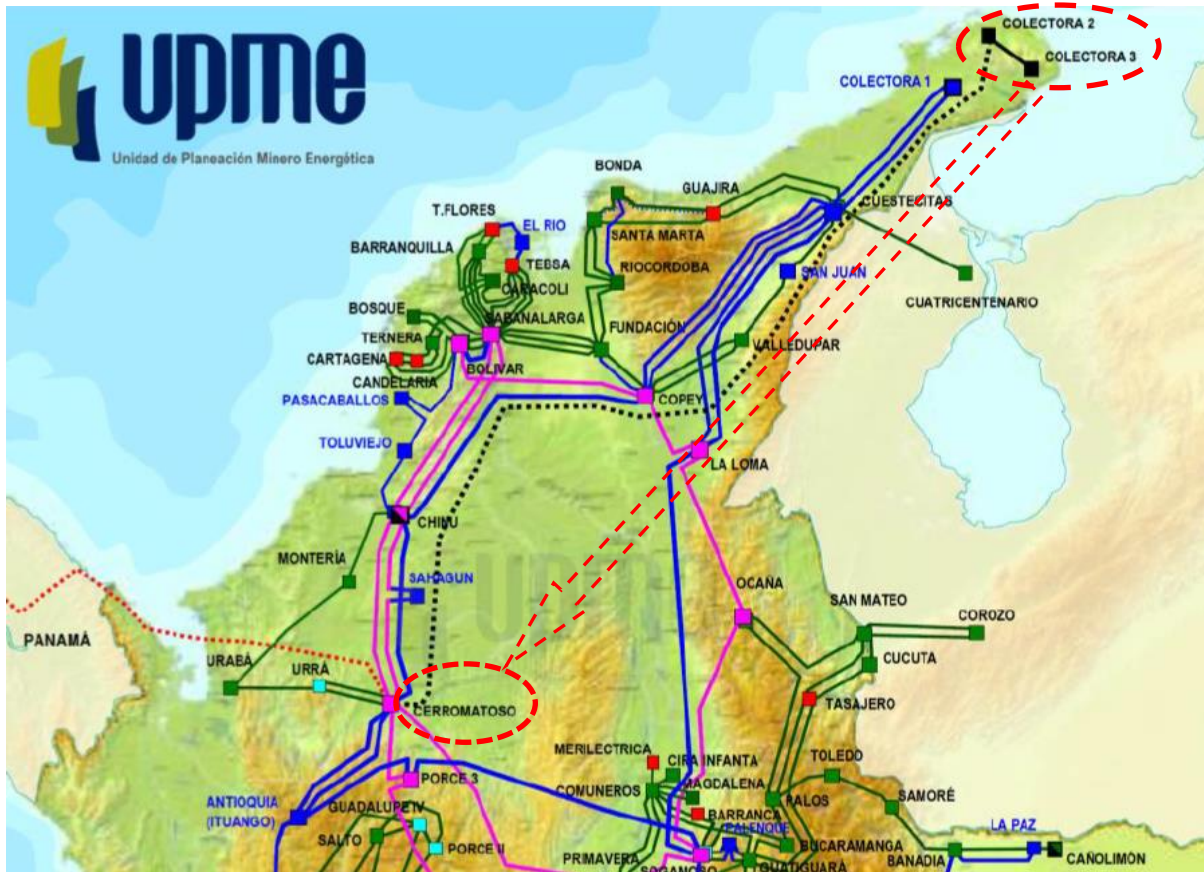 upme
Unidad de Planeación Minero Energética
COLECTORA 2
COLECTORA 3
COLECTORA 1
BONDA
GUAJIRA
CUESTECITAS
T.FLORES
EL RIO
SANTA MARTA
BARRANQUILLA
TEBSA
RIOCORDOBA
SAN JUAN
CARACOLI
CUATRICENTENARIO
BOSQUE
SABANALARGA
FUNDACIÓN
TERNERA
VALLEDUPAR
CARTAGENA
BOLIVAR
CANDELARIA
PASACABALLOS
COPEY
TOLUVIEJO
LA LOMA
CHINU
upme
MONTERÍA
SAHAGUN
OCAÑA
SAN MATEO
COROZO
PANAMÁ
CUCUTA
URABÁ
URRÁ
CERROMATOSO
TASAJERO
MERILECTRICA
CIRA INFANTA
TOLEDO
PORCE 3
COMUNEROS
MAGDALENA
ANTIOQUIA
(ITUANGO)
GUADALUPE IV
PALOS
SAMORÉ
BARRANCA
PALENQUE
LA PAZ
SALTO
PORCE II
BUCARAMANGA
PRIMAVERA
GUATIGUARÁ
BANADIA
CAÑOLIMÓN
SOGAMOSO